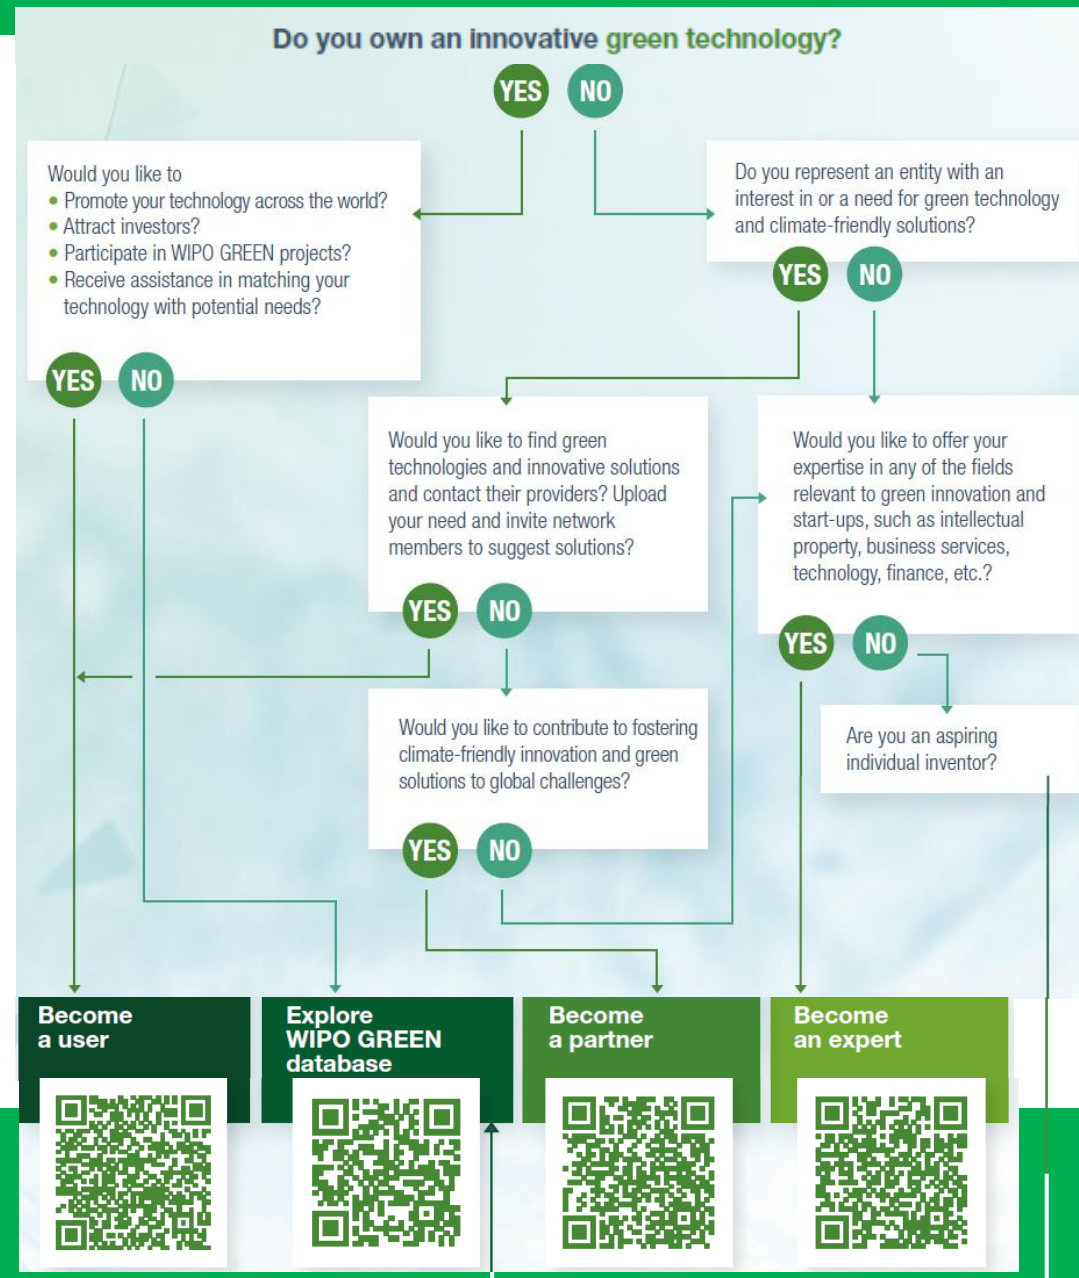 Do you own an innovative green technology?
YES
NO
Would you like to
• Promote your technology across the world?
• Attract investors?
• Participate in WIPO GREEN projects?
• Receive assistance in matching your
technology with potential needs?
YES
NO
Do you represent an entity with an
interest in or a need for green technology
and climate-friendly solutions?
YES
NO
Would you like to find green
technologies and innovative solutions
and contact their providers? Upload
your need and invite network
members to suggest solutions?
YES
NO
Would you like to offer your
expertise in any of the fields
relevant to green innovation and
start-ups, such as intellectual
property, business services,
technology, finance, etc.?
YES
NO
Would you like to contribute to fostering
climate-friendly innovation and green
solutions to global challenges?
YES
NO
Are you an aspiring
individual inventor?
Become
a user
Explore
WIPO GREEN
database
Become
a partner
Become
an expert